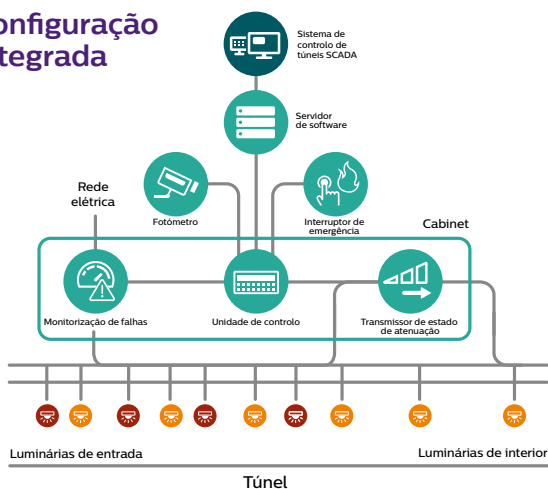 onfiguração
tegrada
Sistema de
controlo de
túneis SCADA
Servidor
de software
Rede
elétrica
Fotómetro
Interruptor de
emergência
Cabinet
Monitorização de falhas
Unidade de controlo
Transmissor de estado
de atenuação
Luminárias de entrada
Luminárias de interior
Túnel